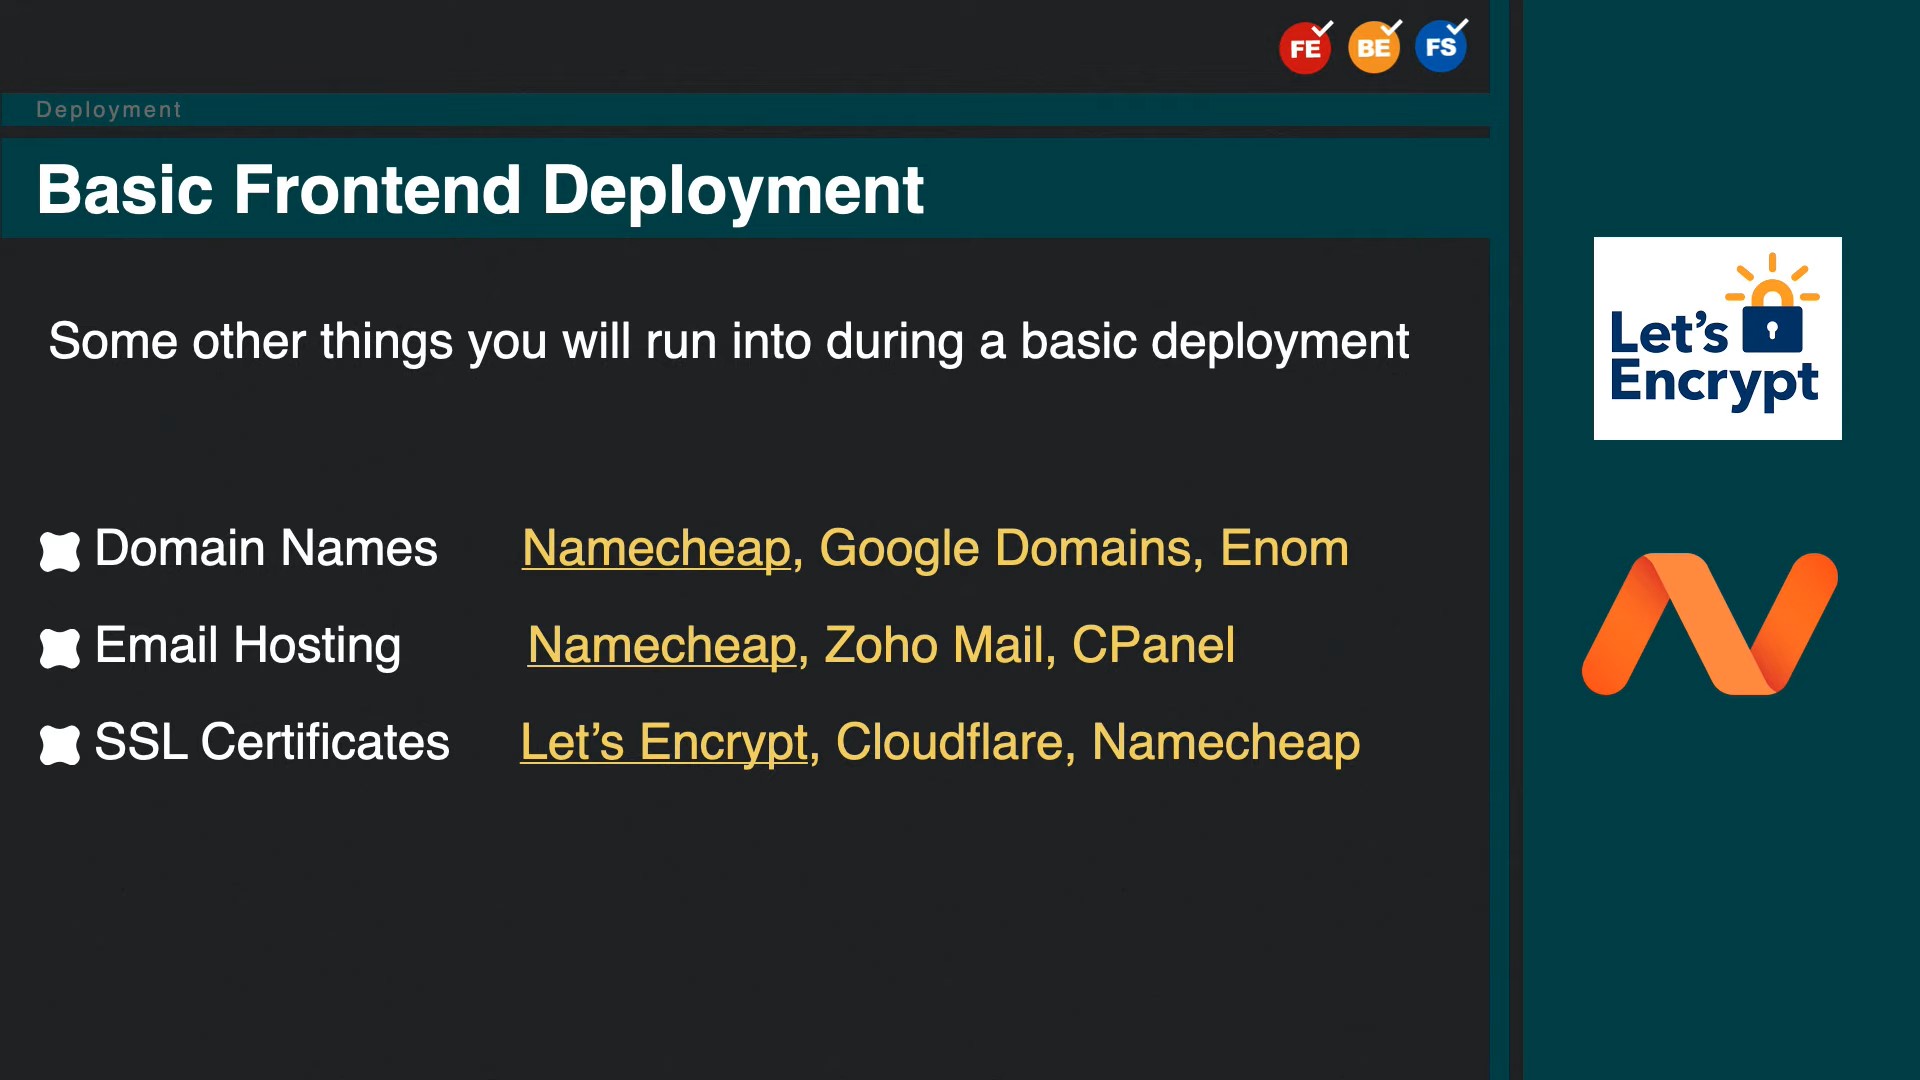 FE BE FS
Deployment
Basic Frontend Deployment
Some other things you will run into during a basic deployment
Domain Names Namecheap, Google Domains, Enom
Email Hosting Namecheap, Zoho Mail, CPanel
SSL Certificates Let’s Encrypt, Cloudflare, Namecheap
Let’s
Encrypt